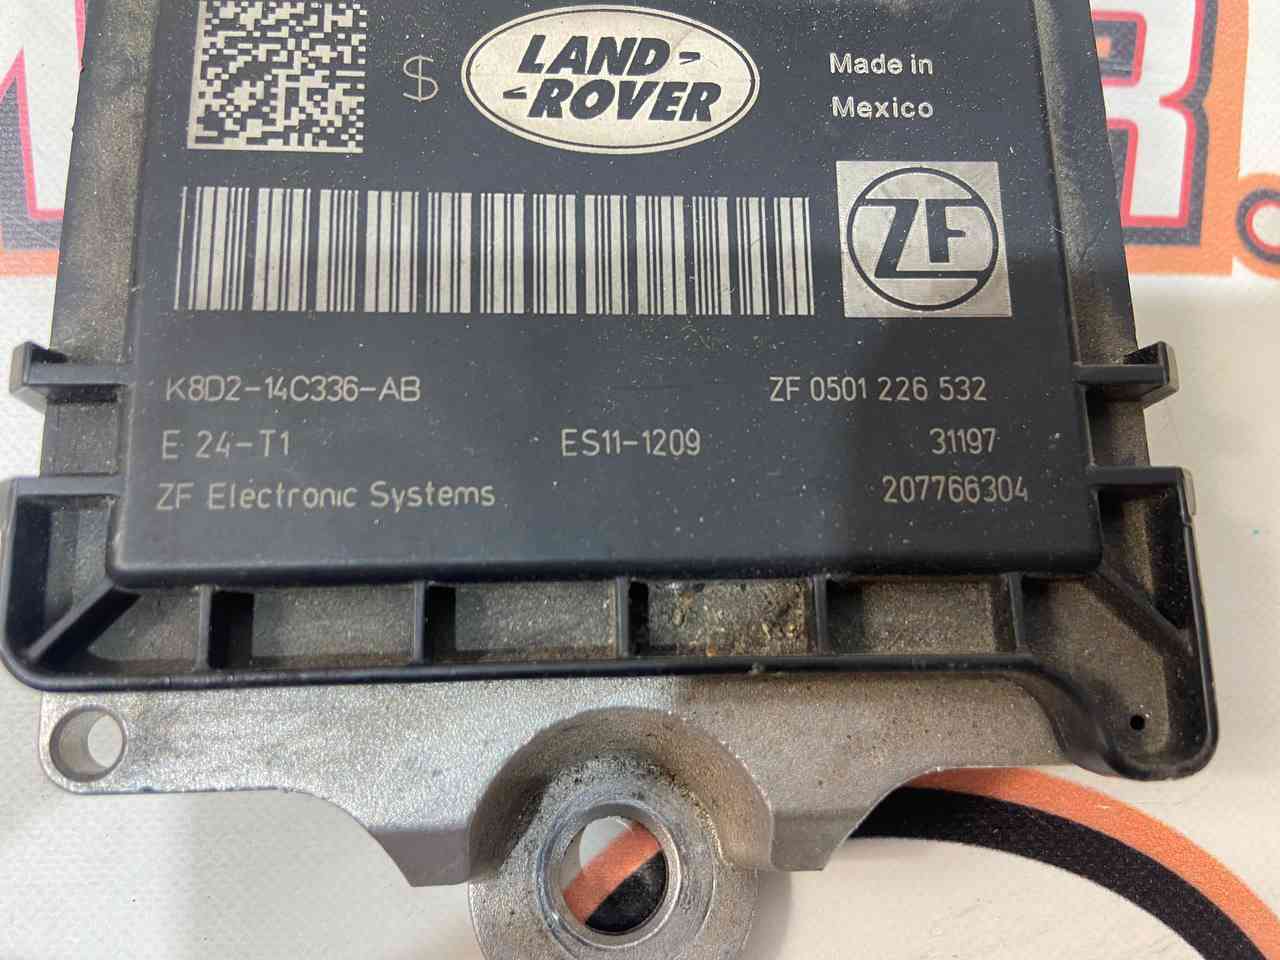 $
LAND-
-ROVER
Made in
Mexico
ZF
K8D2-14C336-AB
ZF 0501 226 532
E 24-T1
ES11-1209
31197
ZF Electronic Systems
207766304